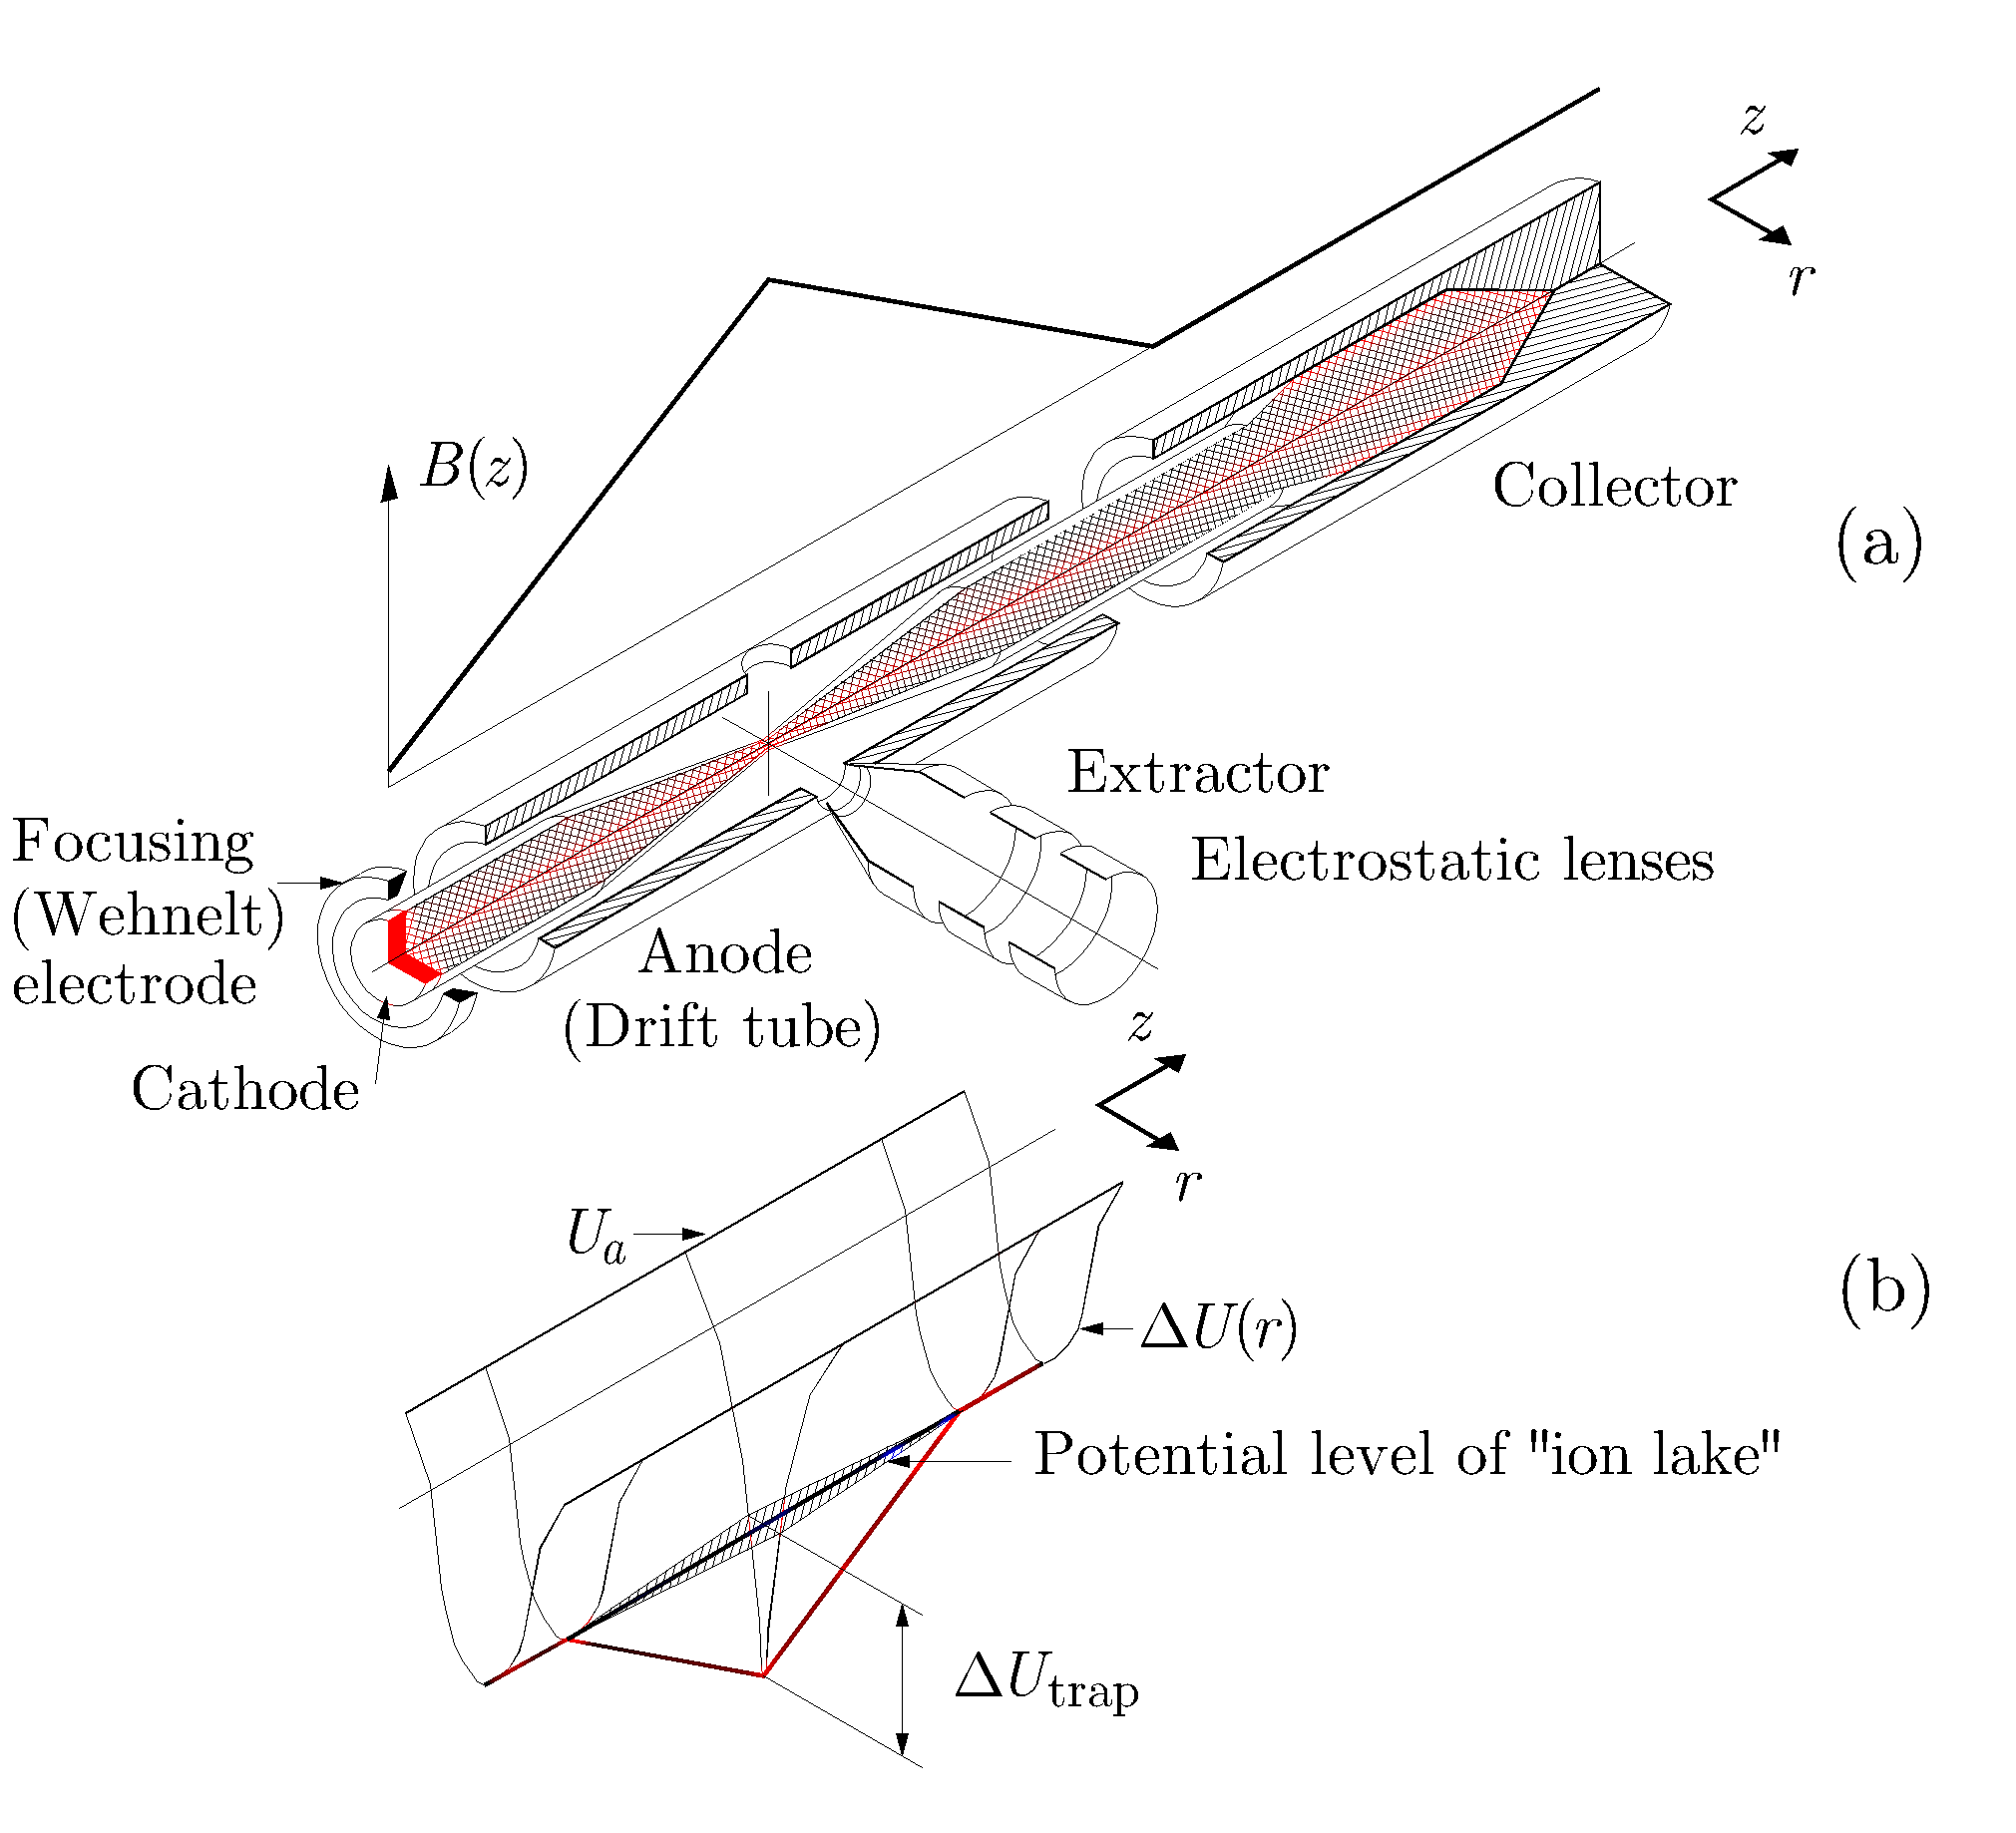 z
r
B(z)
Collector
(a)
Focusing
(Wehnelt)
electrode
Extractor
Electrostatic lenses
Anode
(Drift tube)
Cathode
z
r
U_a
ΔU(r)
(b)
Potential level of "ion lake"
ΔU_trap